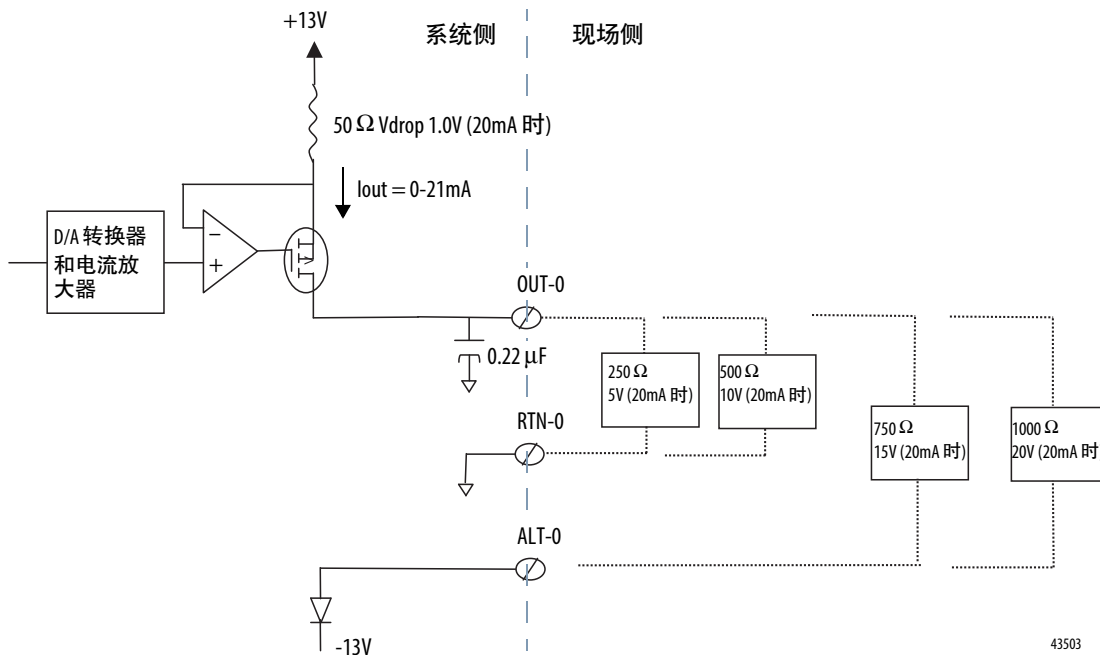 +13V
系统侧
现场侧
50 Ω Vdrop 1.0V (20mA 时)
Iout = 0-21mA
D/A 转换器
和电流放
大器
−
+
OUT-0
0.22 μF
250 Ω
5V (20mA 时)
500 Ω
10V (20mA 时)
RTN-0
750 Ω
15V (20mA 时)
1000 Ω
20V (20mA 时
ALT-0
-13V
43503